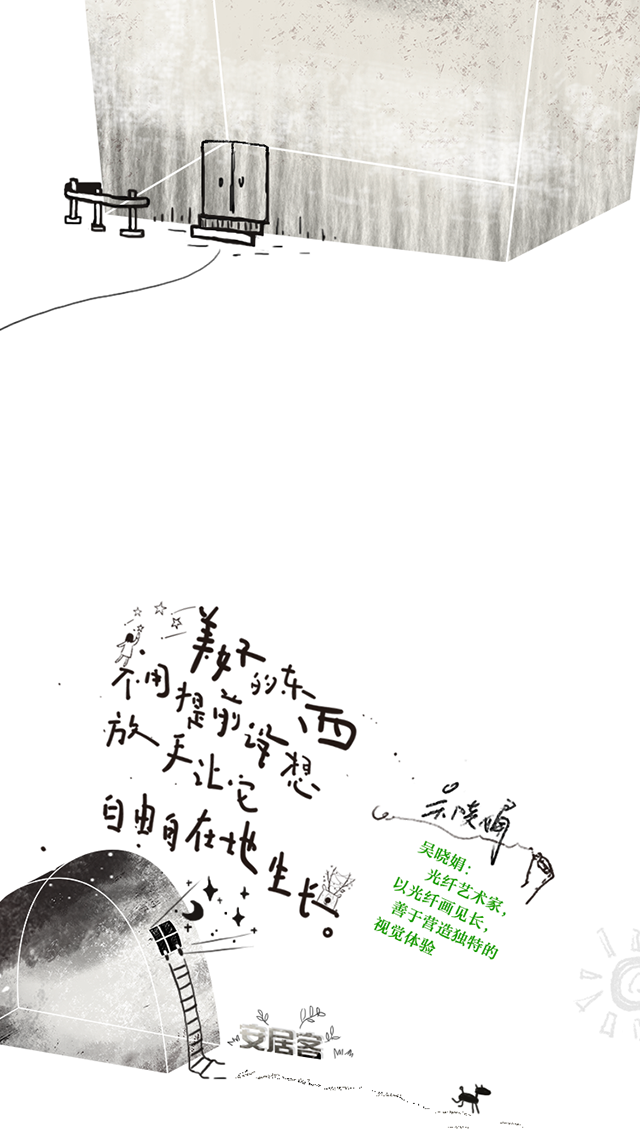 美好的东西
不用提前设想
放手让它
自由自在地生长。
吴晓娟
吴晓娟：
光纤艺术家，
以光纤画见长，
善于营造独特的
视觉体验
安居客